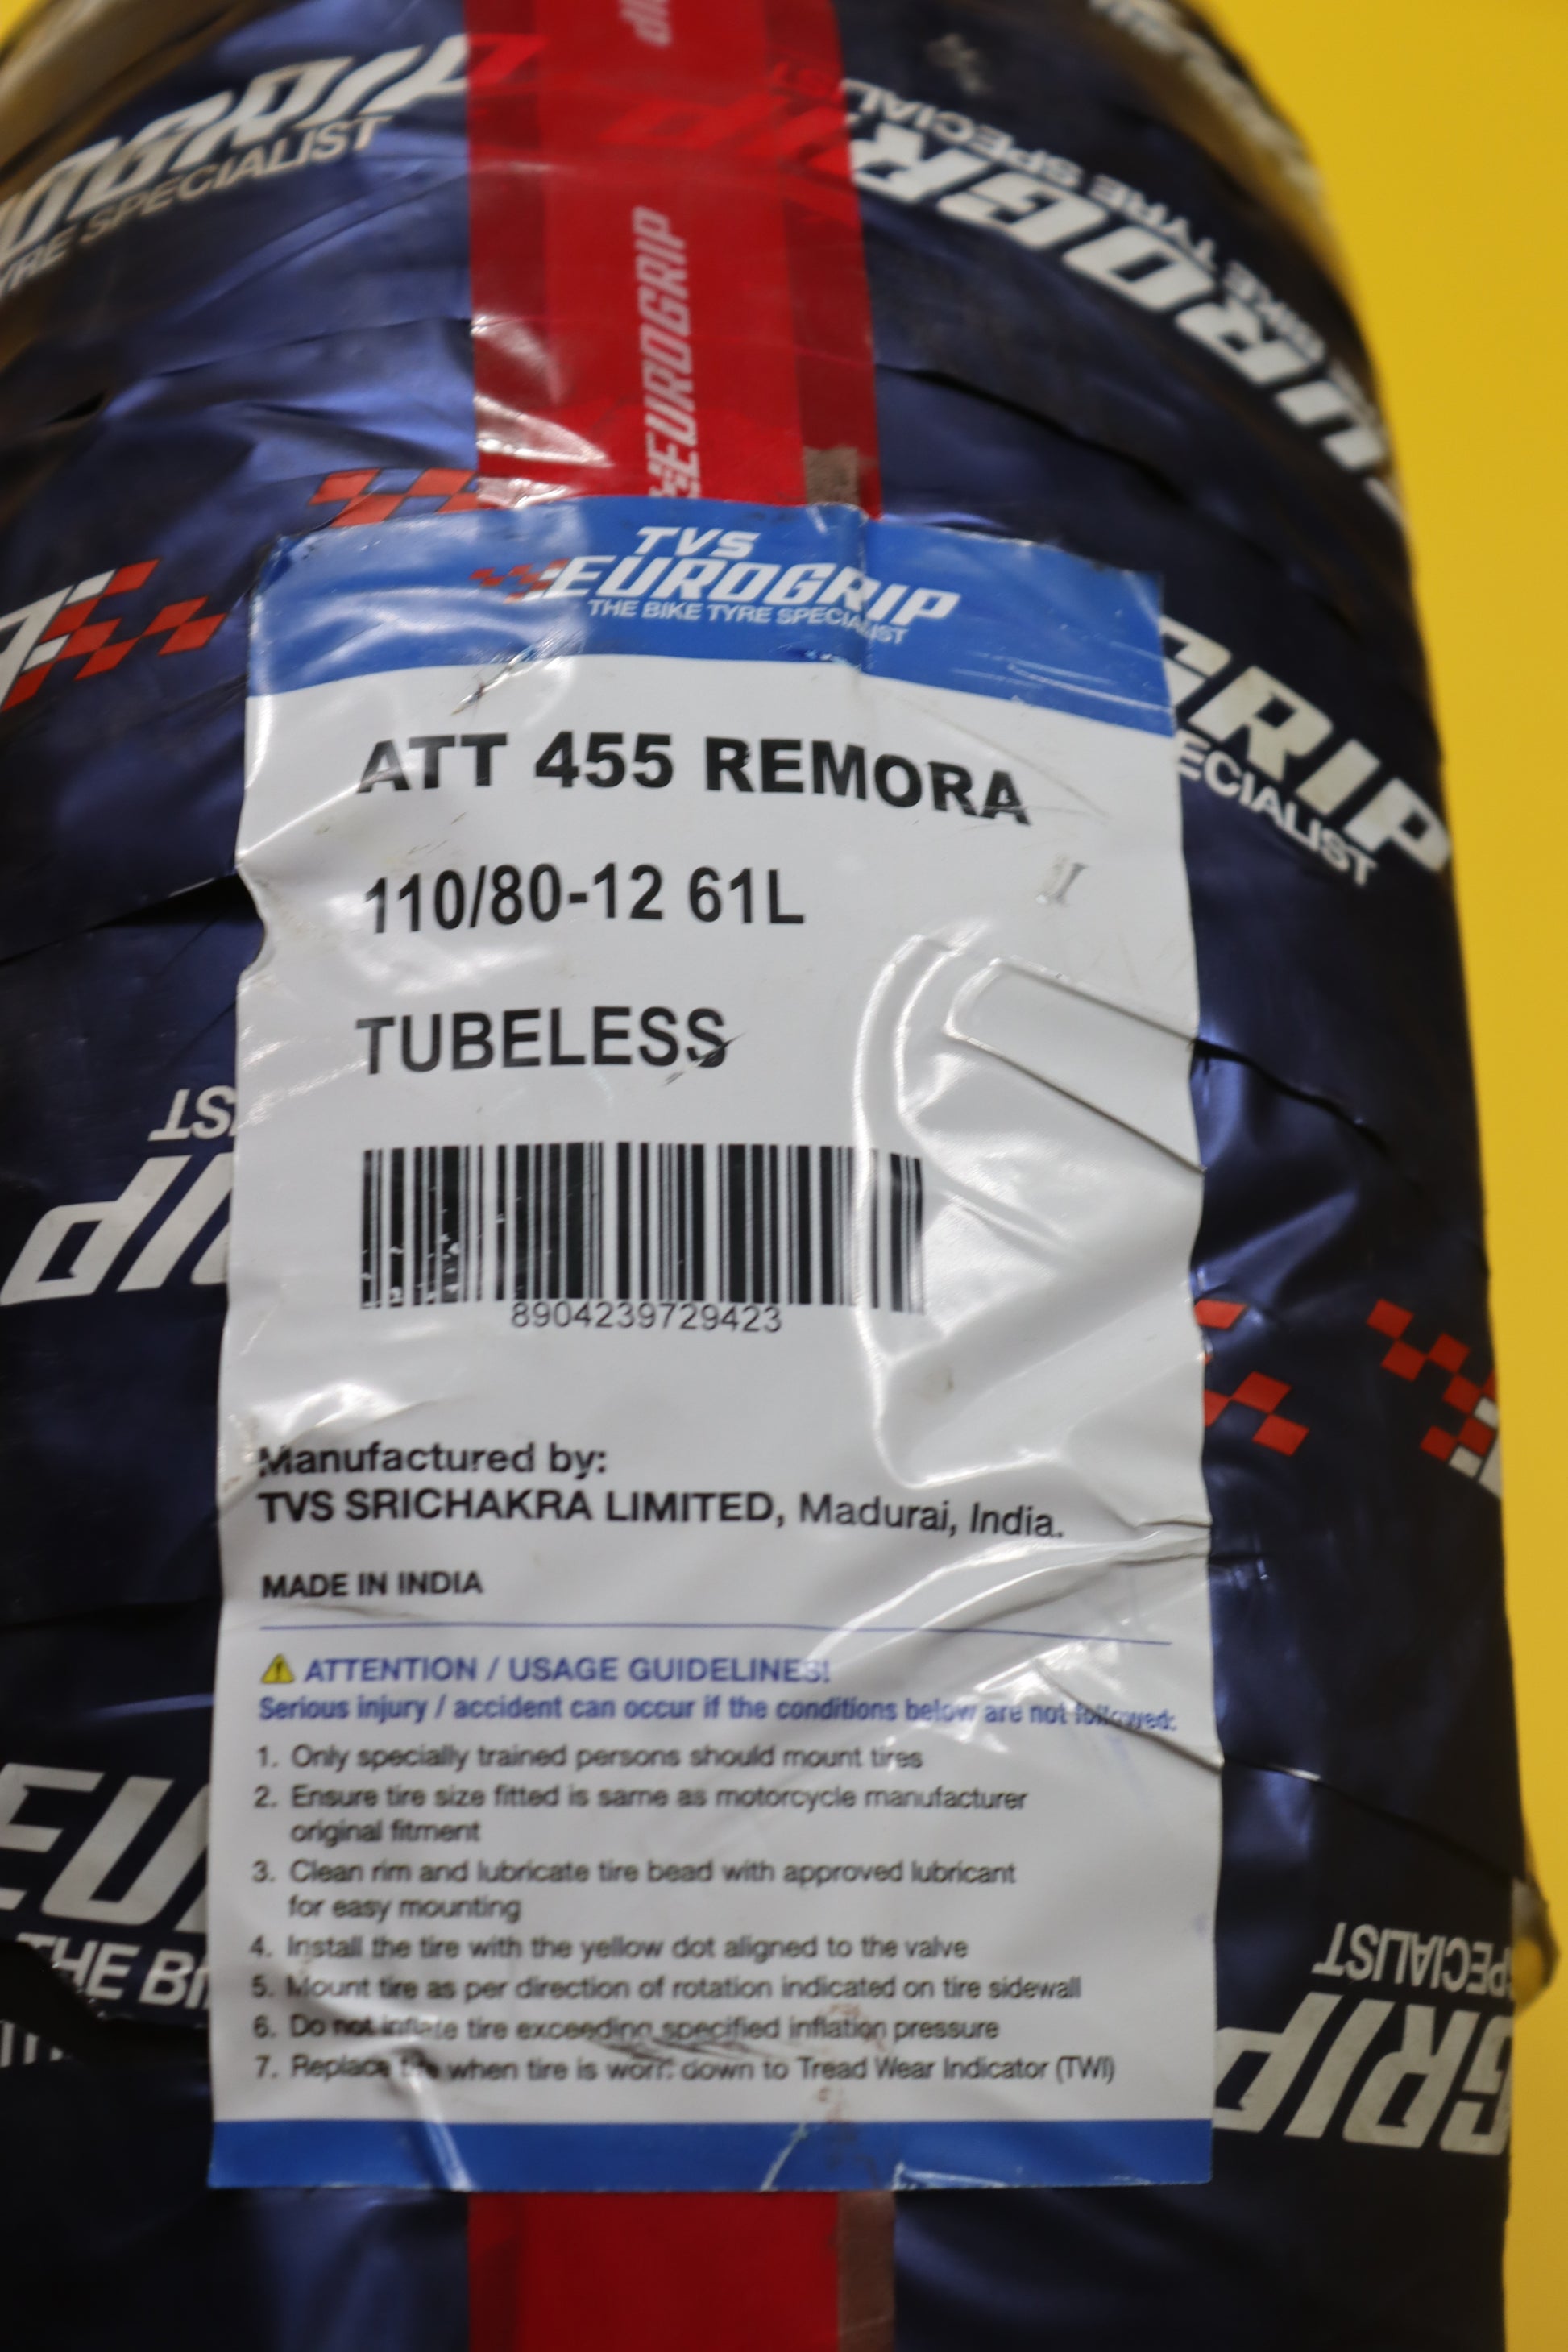 EUROGRIP
TVS
EUROGRIP
THE BIKE TYRE SPECIALIST
ATT 455 REMORA
110/80-12 61L
TUBELESS
8904239729423
Manufactured by:
TVS SRICHAKRA LIMITED, Madurai, India.
MADE IN INDIA
ATTENTION / USAGE GUIDELINES!
Serious injury / accident can occur if the conditions below are not followed:
1. Only specially trained persons should mount tires
2. Ensure tire size fitted is same as motorcycle manufacturer
original fitment
3. Clean rim and lubricate tire bead with approved lubricant
for easy mounting
4. Install the tire with the yellow dot aligned to the valve
5. Mount tire as per direction of rotation indicated on tire sidewall
6. Do not inflate tire exceeding specified inflation pressure
7. Replace tire when tire is worn down to Tread Wear Indicator (TWI)
GRIP
SPECIALIST
THE BI